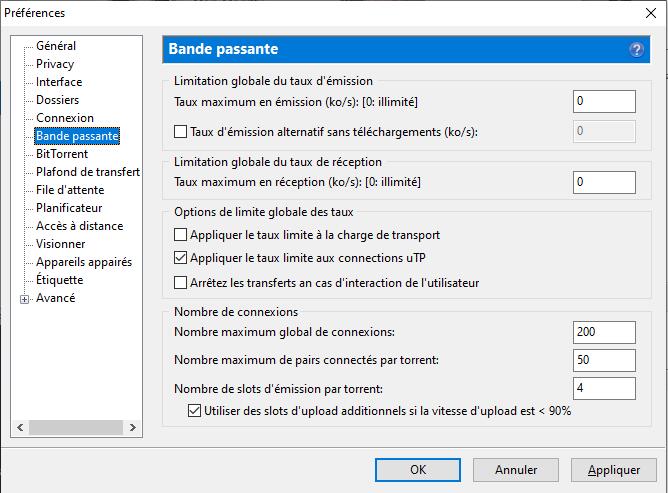 Préférences
Général
Privacy
Interface
Dossiers
Connexion
Bande passante
BitTorrent
Plafond de transfert
File d'attente
Planificateur
Accès à distance
Visionner
Appareils appairés
Étiquette
Avancé
Bande passante
Limitation globale du taux d'émission
Taux maximum en émission (ko/s): [0: illimité]
0
Taux d'émission alternatif sans téléchargements (ko/s):
0
Limitation globale du taux de réception
Taux maximum en réception (ko/s): [0: illimité]
0
Options de limite globale des taux
Appliquer le taux limite à la charge de transport
Appliquer le taux limite aux connections uTP
Arrêtez les transferts an cas d'interaction de l'utilisateur
Nombre de connexions
Nombre maximum global de connexions:
200
Nombre maximum de pairs connectés par torrent:
50
Nombre de slots d'émission par torrent:
4
Utiliser des slots d'upload additionnels si la vitesse d'upload est < 90%
OK
Annuler
Appliquer